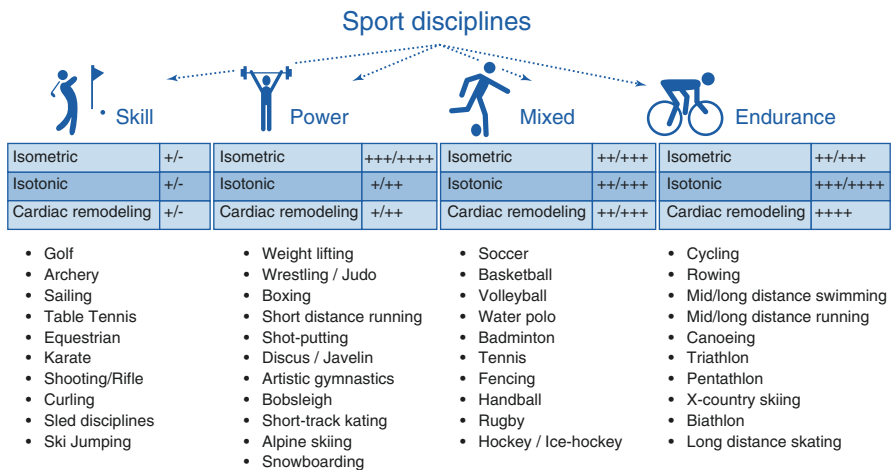 Sport disciplines
Skill
Power
Mixed
Endurance
Isometric +/-
Isotonic +/-
Cardiac remodeling +/-
Isometric +++/++++
Isotonic +/++
Cardiac remodeling +/++
Isometric ++/+++
Isotonic ++/+++
Cardiac remodeling ++/+++
Isometric ++/+++
Isotonic +++/++++
Cardiac remodeling ++++
• Golf
• Archery
• Sailing
• Table Tennis
• Equestrian
• Karate
• Shooting/Rifle
• Curling
• Sled disciplines
• Ski Jumping
• Weight lifting
• Wrestling / Judo
• Boxing
• Short distance running
• Shot-putting
• Discus / Javelin
• Artistic gymnastics
• Bobsleigh
• Short-track kating
• Alpine skiing
• Snowboarding
• Soccer
• Basketball
• Volleyball
• Water polo
• Badminton
• Tennis
• Fencing
• Handball
• Rugby
• Hockey / Ice-hockey
• Cycling
• Rowing
• Mid/long distance swimming
• Mid/long distance running
• Canoeing
• Triathlon
• Pentathlon
• X-country skiing
• Biathlon
• Long distance skating